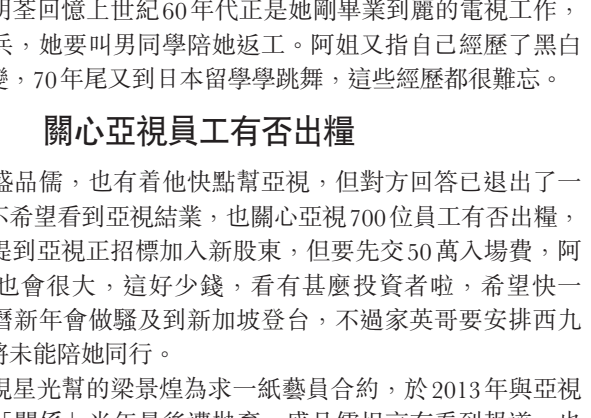 明荃回憶上世紀60年代正是她剛畢業到麗的電視工作，
兵，她要叫男同學陪她返工。阿姐又指自己經歷了黑白
變，70年尾又到日本留學學跳舞，這些經歷都很難忘。
關心亞視員工有否出糧
盛品儒，也有着他快點幫亞視，但對方回答已退出了一
不希望看到亞視結業，也關心亞視700位員工有否出糧，
提到亞視正招標加入新股東，但要先交50萬入場費，阿
也會很大，這好少錢，看有甚麼投資者啦，希望快一
曆新年會做騷及到新加坡登台，不過家英哥要安排西九
將未能陪她同行。
視星光幫的梁景煌為求一紙藝員合約，於2013年與亞視